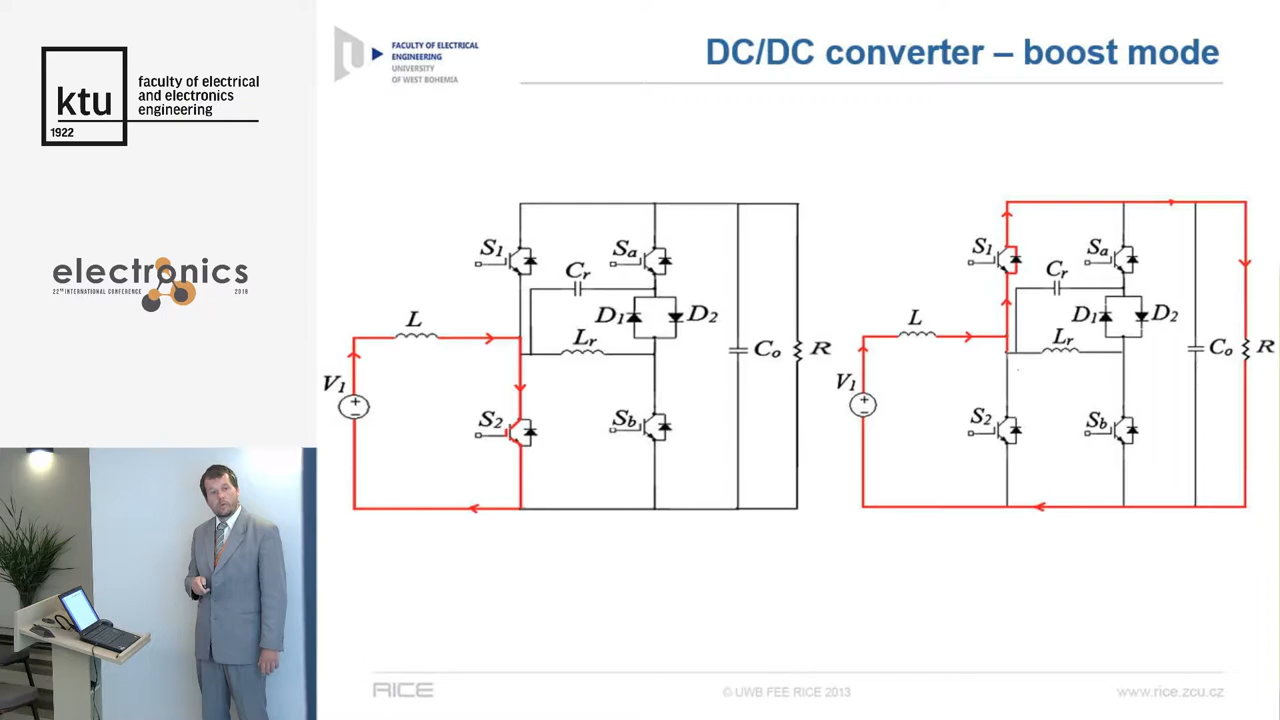 ktu
1922
faculty of electrical
and electronics
engineering
electronics
22ND INTERNATIONAL CONFERENCE 2018
FACULTY OF ELECTRICAL
ENGINEERING
UNIVERSITY
OF WEST BOHEMIA
DC/DC converter – boost mode
S1
Sa
Cr
D1
D2
L
Lr
Co
R
V1
S2
Sb
S1
Sa
Cr
D1
D2
L
Lr
Co
R
V1
S2
Sb
RICE
© UWB FEE RICE 2013
www.rice.zcu.cz